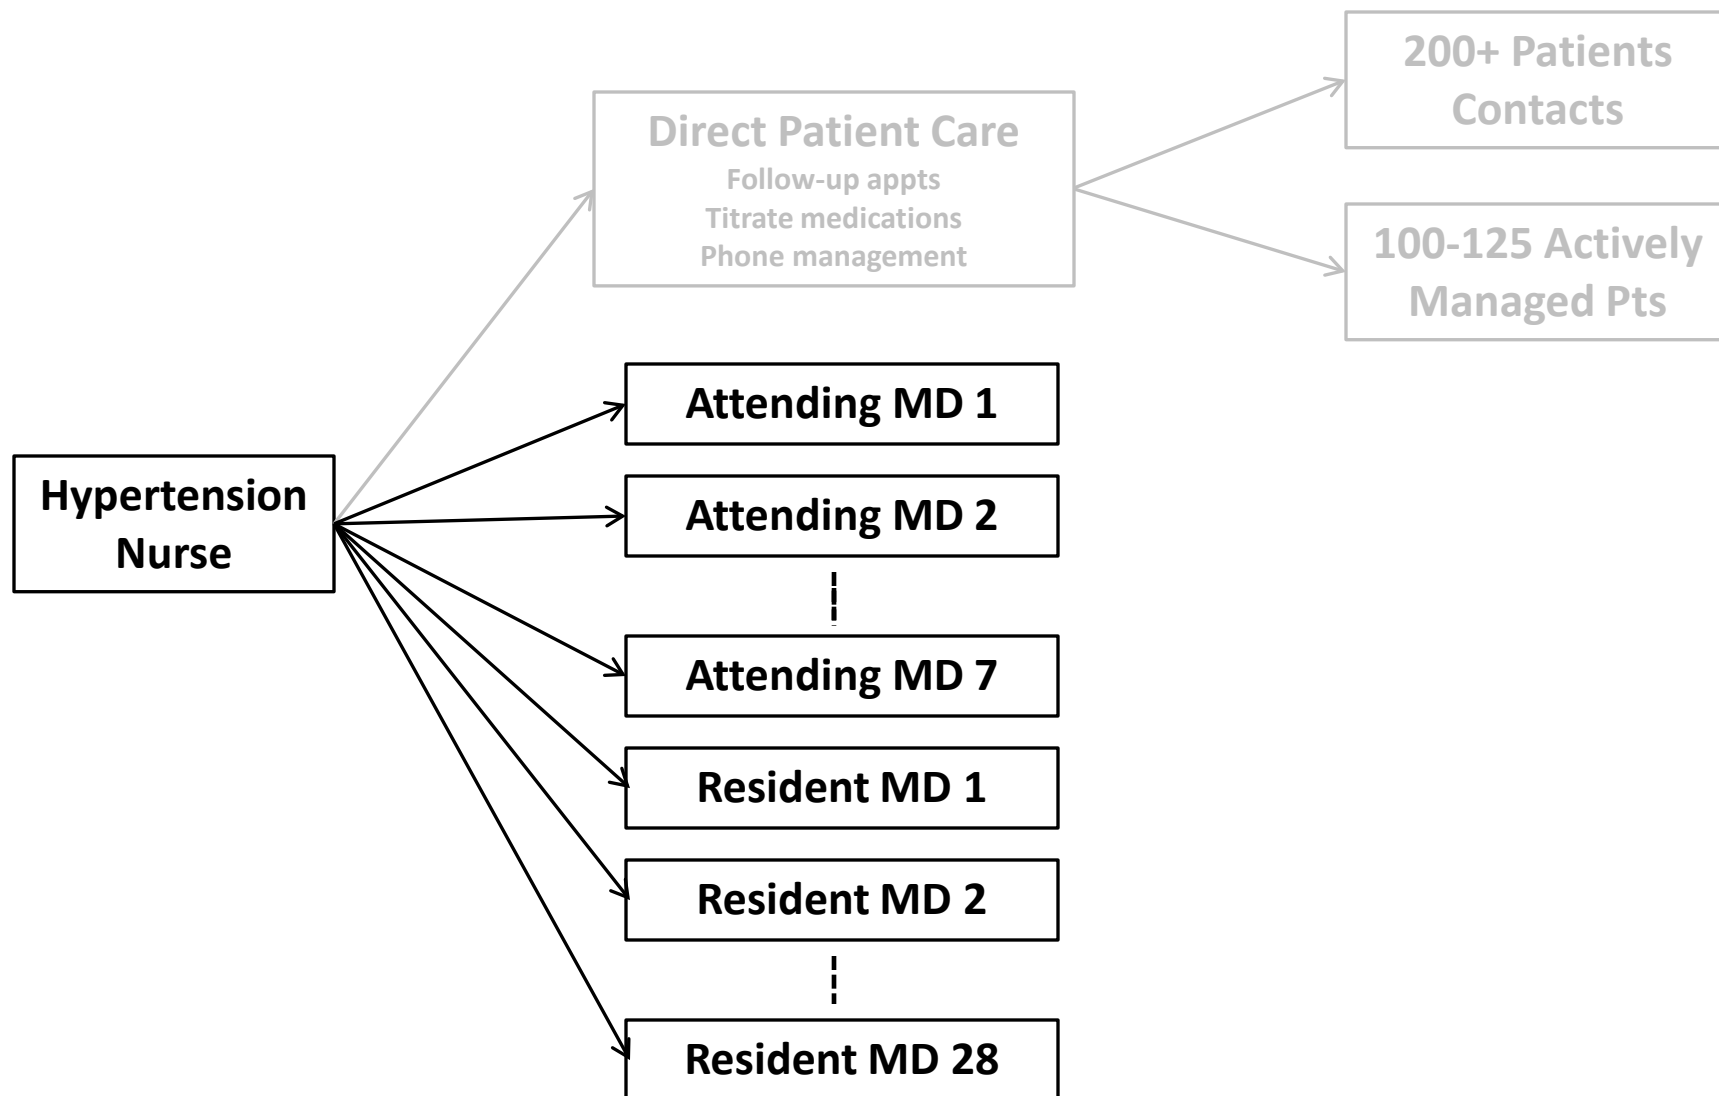 200+ Patients
Contacts
Direct Patient Care
Follow-up appts
Titrate medications
Phone management
100-125 Actively
Managed Pts
Attending MD 1
Hypertension
Nurse
Attending MD 2
Attending MD 7
Resident MD 1
Resident MD 2
Resident MD 28